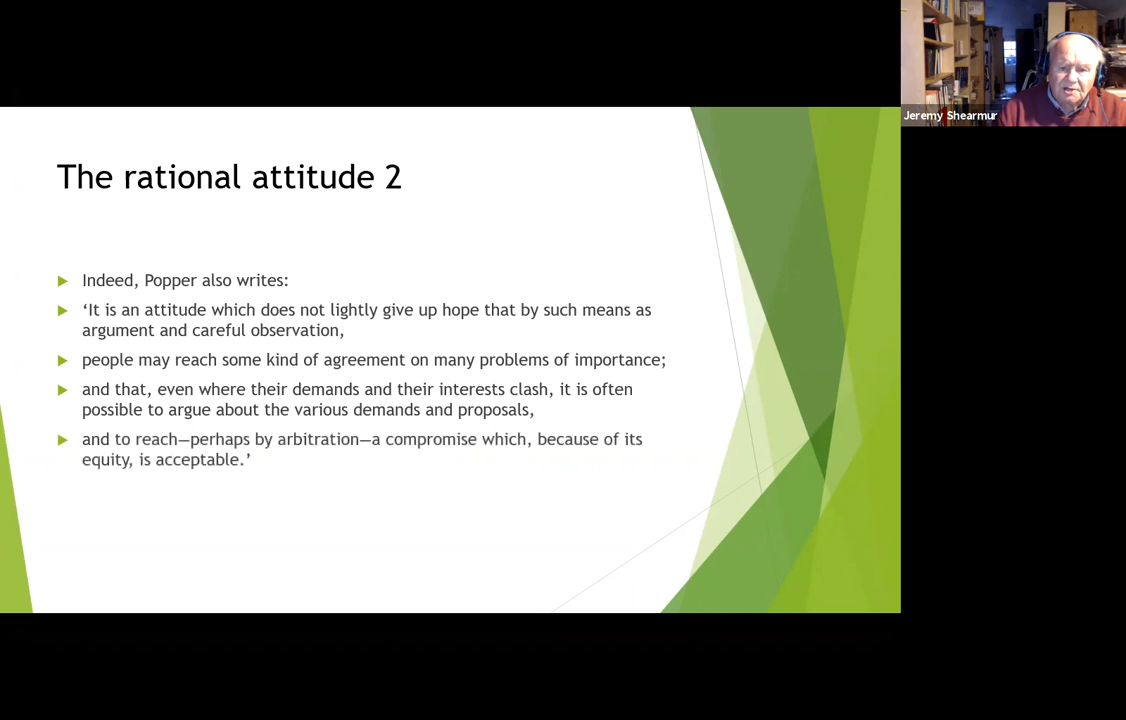 Jeremy Shearmur
The rational attitude 2
Indeed, Popper also writes:
‘It is an attitude which does not lightly give up hope that by such means as
argument and careful observation,
people may reach some kind of agreement on many problems of importance;
and that, even where their demands and their interests clash, it is often
possible to argue about the various demands and proposals,
and to reach—perhaps by arbitration—a compromise which, because of its
equity, is acceptable.’